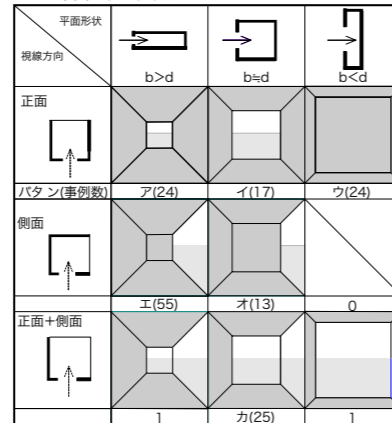 平面形状
視線方向
b>d b≒d b<d
正面
パタン(事例数) ア(24) イ(17) ウ(24)
側面
エ(55) オ(13) 0
正面+側面
1 カ(25) 1